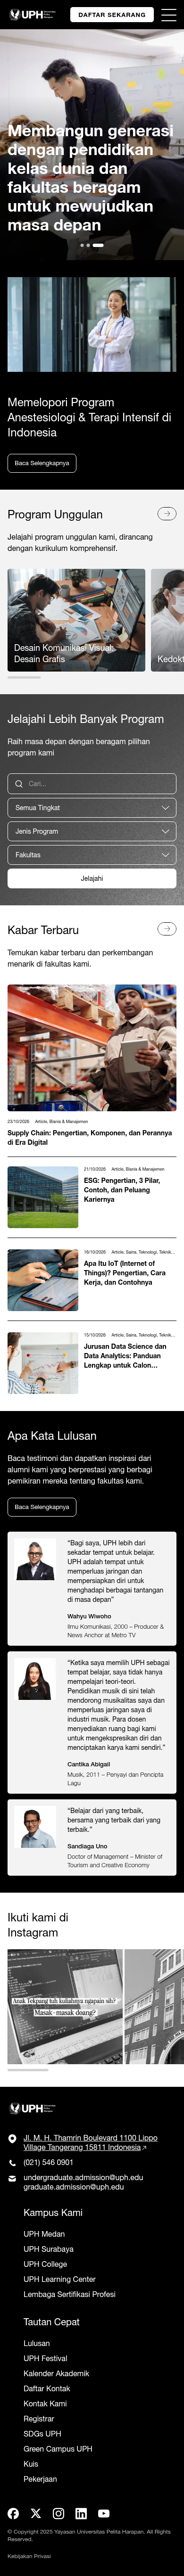 UPH
DAFTAR SEKARANG
Membangun generasi
dengan pendidikan
kelas dunia dan
fakultas beragam
untuk mewujudkan
masa depan
Memelopori Program
Anestesiologi & Terapi Intensif di
Indonesia
Baca Selengkapnya
Program Unggulan
Jelajahi program unggulan kami, dirancang
dengan kurikulum komprehensif.
Desain Komunikasi Visual:
Desain Grafis
Kedokt
Jelajahi Lebih Banyak Program
Raih masa depan dengan beragam pilihan
program kami
Cari...
Semua Tingkat
Jenis Program
Fakultas
Jelajahi
Kabar Terbaru
Temukan kabar terbaru dan perkembangan
menarik di fakultas kami.
23/10/2026 Article, Bisnis & Manajemen
Supply Chain: Pengertian, Komponen, dan Perannya
di Era Digital
21/10/2026 Article, Bisnis & Manajemen
ESG: Pengertian, 3 Pilar,
Contoh, dan Peluang
Kariernya
16/10/2026 Article, Sains, Teknologi, Teknik...
Apa Itu IoT (Internet of
Things)? Pengertian, Cara
Kerja, dan Contohnya
15/10/2026 Article, Sains, Teknologi, Teknik...
Jurusan Data Science dan
Data Analytics: Panduan
Lengkap untuk Calon...
Apa Kata Lulusan
Baca testimoni dan dapatkan inspirasi dari
alumni kami yang berprestasi yang berbagi
pemikiran mereka tentang fakultas kami.
Baca Selengkapnya
“Bagi saya, UPH lebih dari
sekadar tempat untuk belajar.
UPH adalah tempat untuk
memperluas jaringan dan
mempersiapkan diri untuk
menghadapi berbagai tantangan
di masa depan”
Wahyu Wiwoho
Ilmu Komunikasi, 2000 – Producer &
News Anchor at Metro TV
“Ketika saya memilih UPH sebagai
tempat belajar, saya tidak hanya
mempelajari teori-teori.
Pendidikan musik di sini telah
mendorong musikalitas saya dan
memperluas jaringan saya di
industri musik. Para dosen
menyediakan ruang bagi kami
untuk mengekspresikan diri dan
menciptakan karya kami sendiri.”
Cantika Abigail
Musik, 2011 – Penyayi dan Pencipta
Lagu
“Belajar dari yang terbaik,
bersama yang terbaik dari yang
terbaik.”
Sandiaga Uno
Doctor of Management – Minister of
Tourism and Creative Economy
Ikuti kami di
Instagram
Anak Tekpang tuh kuliahnya ngapain sih?
Masak-masak doang?
UPH
Jl. M. H. Thamrin Boulevard 1100 Lippo
Village Tangerang 15811 Indonesia
(021) 546 0901
undergraduate.admission@uph.edu
graduate.admission@uph.edu
Kampus Kami
UPH Medan
UPH Surabaya
UPH College
UPH Learning Center
Lembaga Sertifikasi Profesi
Tautan Cepat
Lulusan
UPH Festival
Kalender Akademik
Daftar Kontak
Kontak Kami
Registrar
SDGs UPH
Green Campus UPH
Kuis
Pekerjaan
© Copyright 2025 Yayasan Universitas Pelita Harapan. All Rights
Reserved.
Kebijakan Privasi